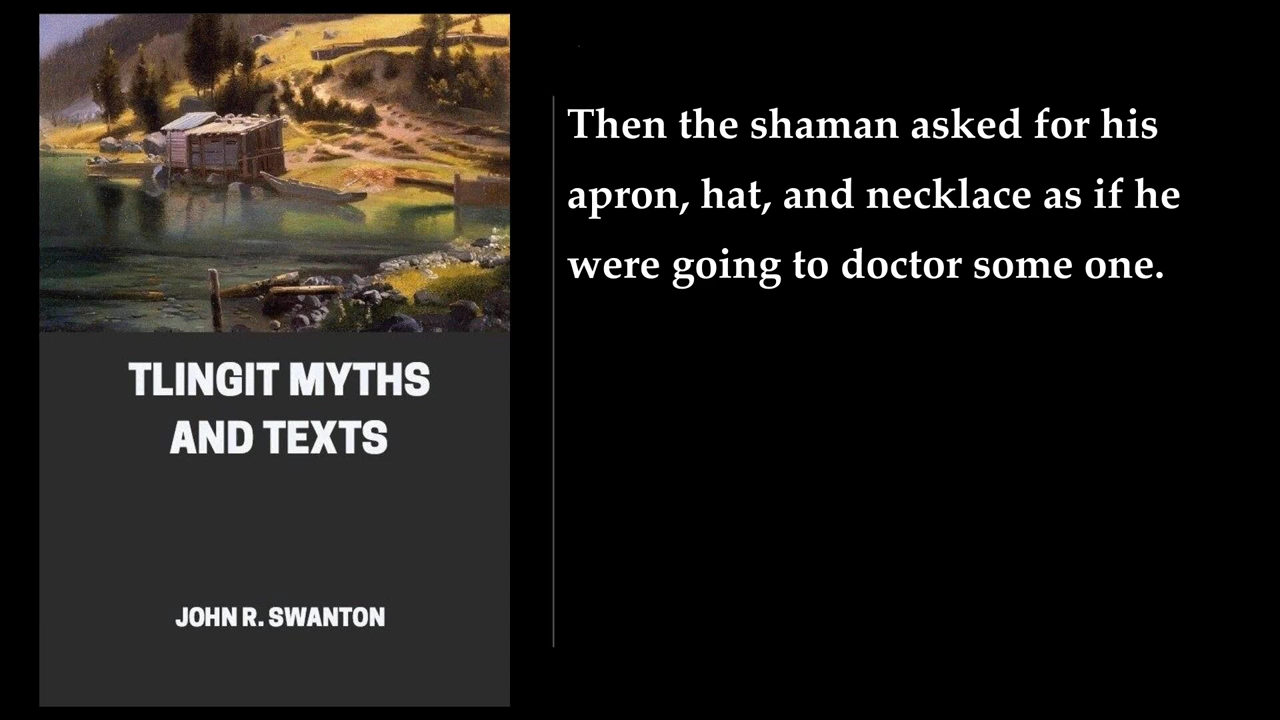 TLINGIT MYTHS
AND TEXTS
JOHN R. SWANTON
Then the shaman asked for his
apron, hat, and necklace as if he
were going to doctor some one.